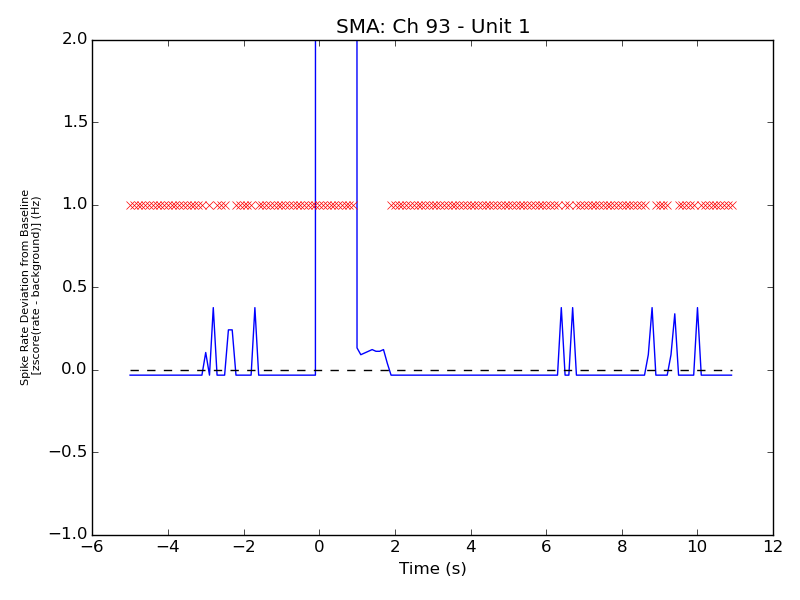 SMA: Ch 93 - Unit 1
2.0
1.5
1.0
0.5
0.0
−0.5
−1.0
Spike Rate Deviation from Baseline
[zscore(rate - background)] (Hz)
−6 −4 −2 0 2 4 6 8 10 12
Time (s)